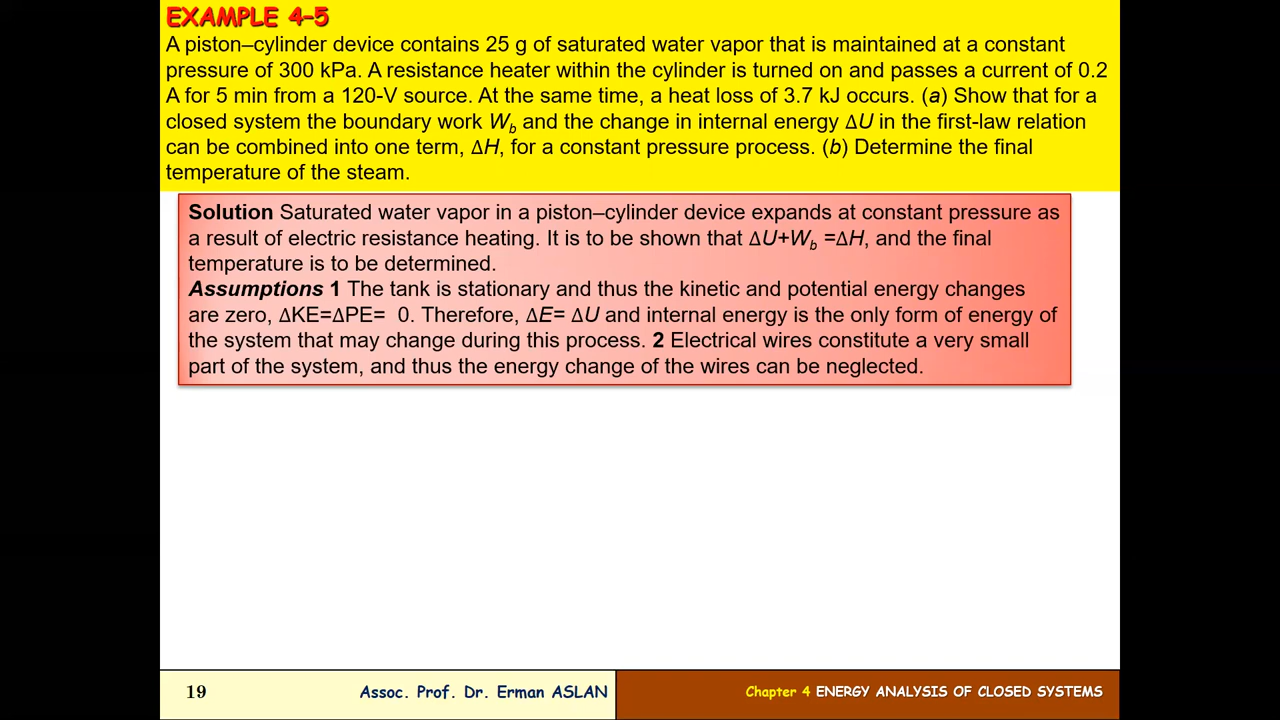 EXAMPLE 4–5
A piston–cylinder device contains 25 g of saturated water vapor that is maintained at a constant
pressure of 300 kPa. A resistance heater within the cylinder is turned on and passes a current of 0.2
A for 5 min from a 120-V source. At the same time, a heat loss of 3.7 kJ occurs. (a) Show that for a
closed system the boundary work Wb and the change in internal energy ΔU in the first-law relation
can be combined into one term, ΔH, for a constant pressure process. (b) Determine the final
temperature of the steam.
Solution Saturated water vapor in a piston–cylinder device expands at constant pressure as
a result of electric resistance heating. It is to be shown that ΔU+Wb =ΔH, and the final
temperature is to be determined.
Assumptions 1 The tank is stationary and thus the kinetic and potential energy changes
are zero, ΔKE=ΔPE= 0. Therefore, ΔE= ΔU and internal energy is the only form of energy of
the system that may change during this process. 2 Electrical wires constitute a very small
part of the system, and thus the energy change of the wires can be neglected.
19 Assoc. Prof. Dr. Erman ASLAN Chapter 4 ENERGY ANALYSIS OF CLOSED SYSTEMS